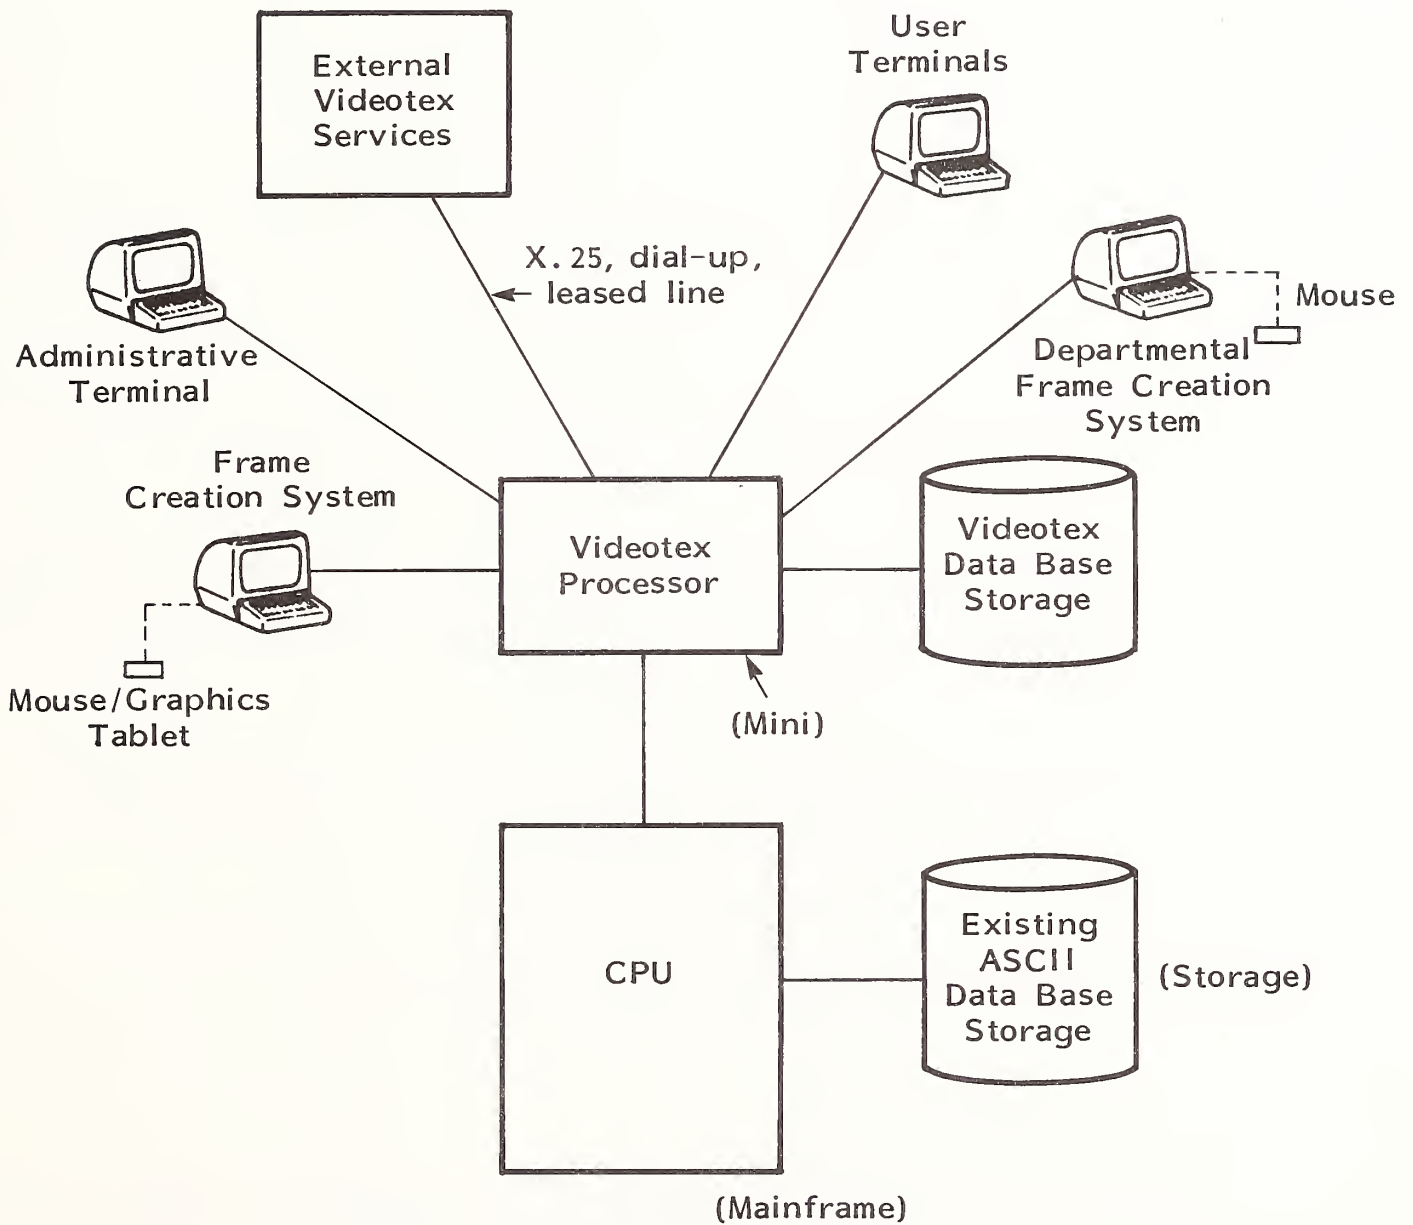 External
Videotex
Services
User
Terminals
X.25, dial-up,
leased line
Mouse
Administrative
Terminal
Departmental
Frame Creation
System
Frame
Creation System
Videotex
Processor
Videotex
Data Base
Storage
Mouse/Graphics
Tablet
(Mini)
CPU
Existing
ASCII
Data Base
Storage
(Storage)
(Mainframe)